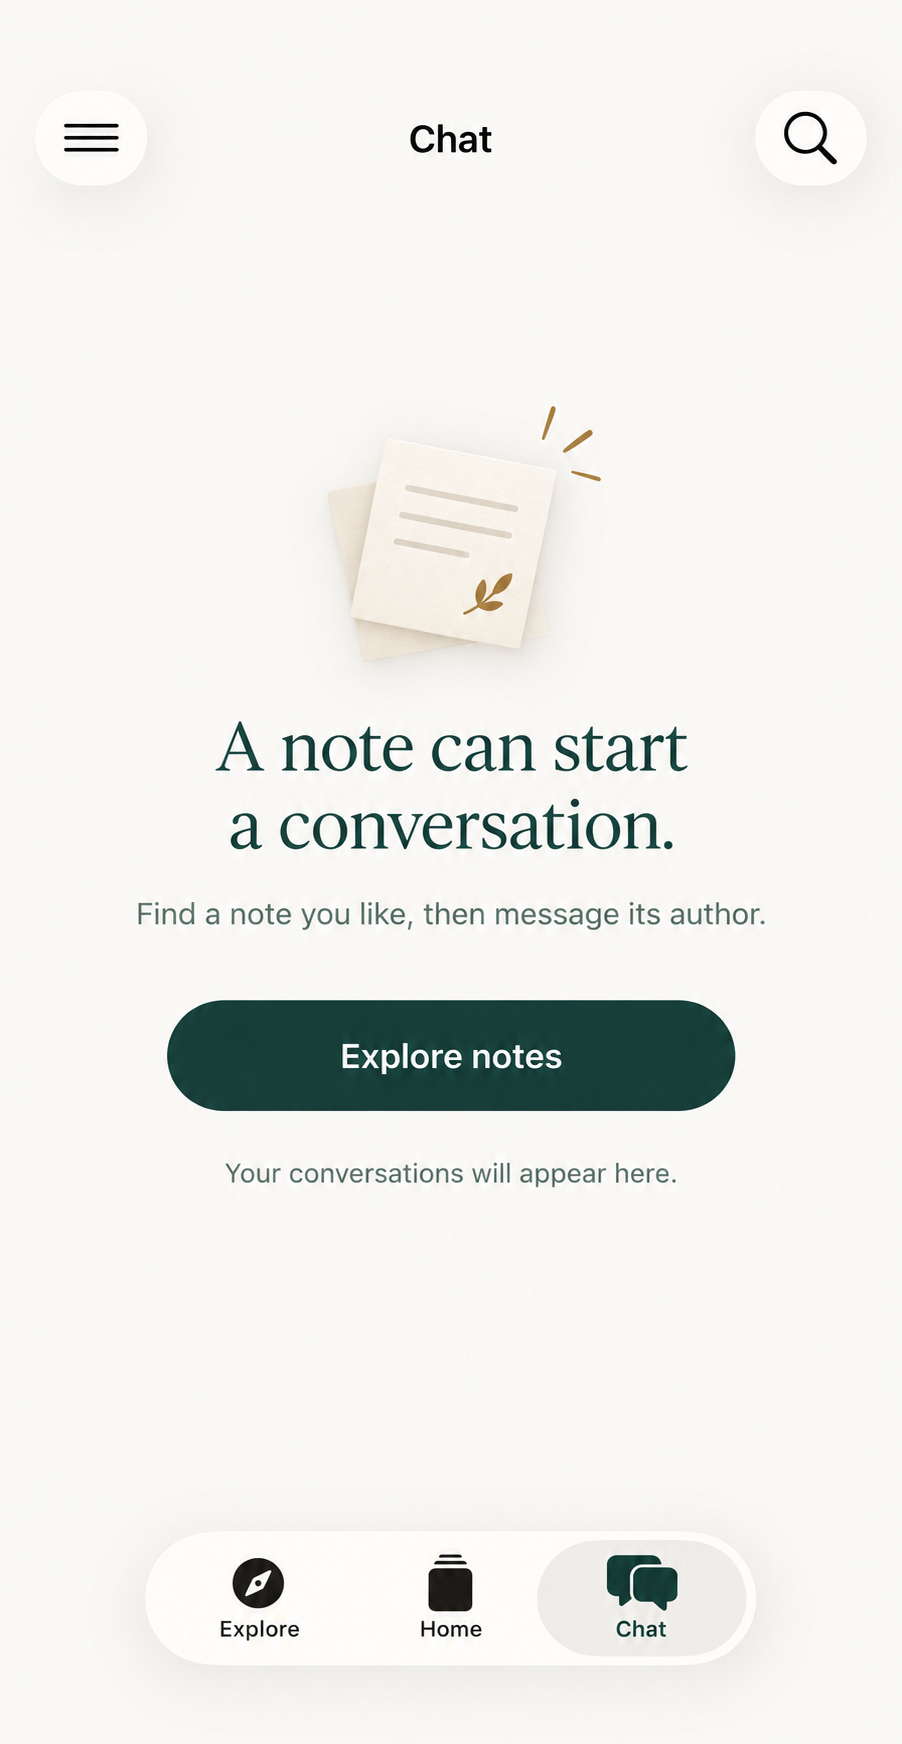 Chat
A note can start
a conversation.
Find a note you like, then message its author.
Explore notes
Your conversations will appear here.
Explore
Home
Chat